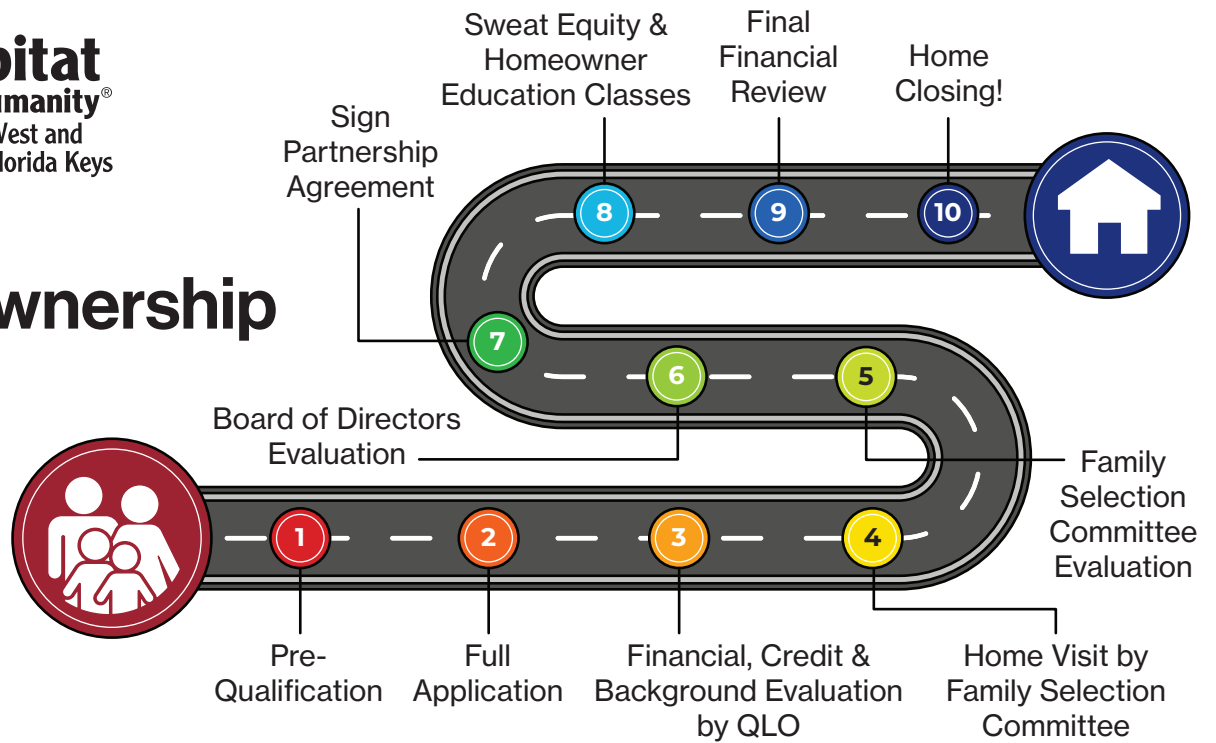 bitat
umanity®
West and
lorida Keys
wnership
1
Pre-
Qualification
2
Full
Application
3
Financial, Credit &
Background Evaluation
by QLO
4
Home Visit by
Family Selection
Committee
5
Family
Selection
Committee
Evaluation
6
Board of Directors
Evaluation
7
Sign
Partnership
Agreement
8
Sweat Equity &
Homeowner
Education Classes
9
Final
Financial
Review
10
Home
Closing!